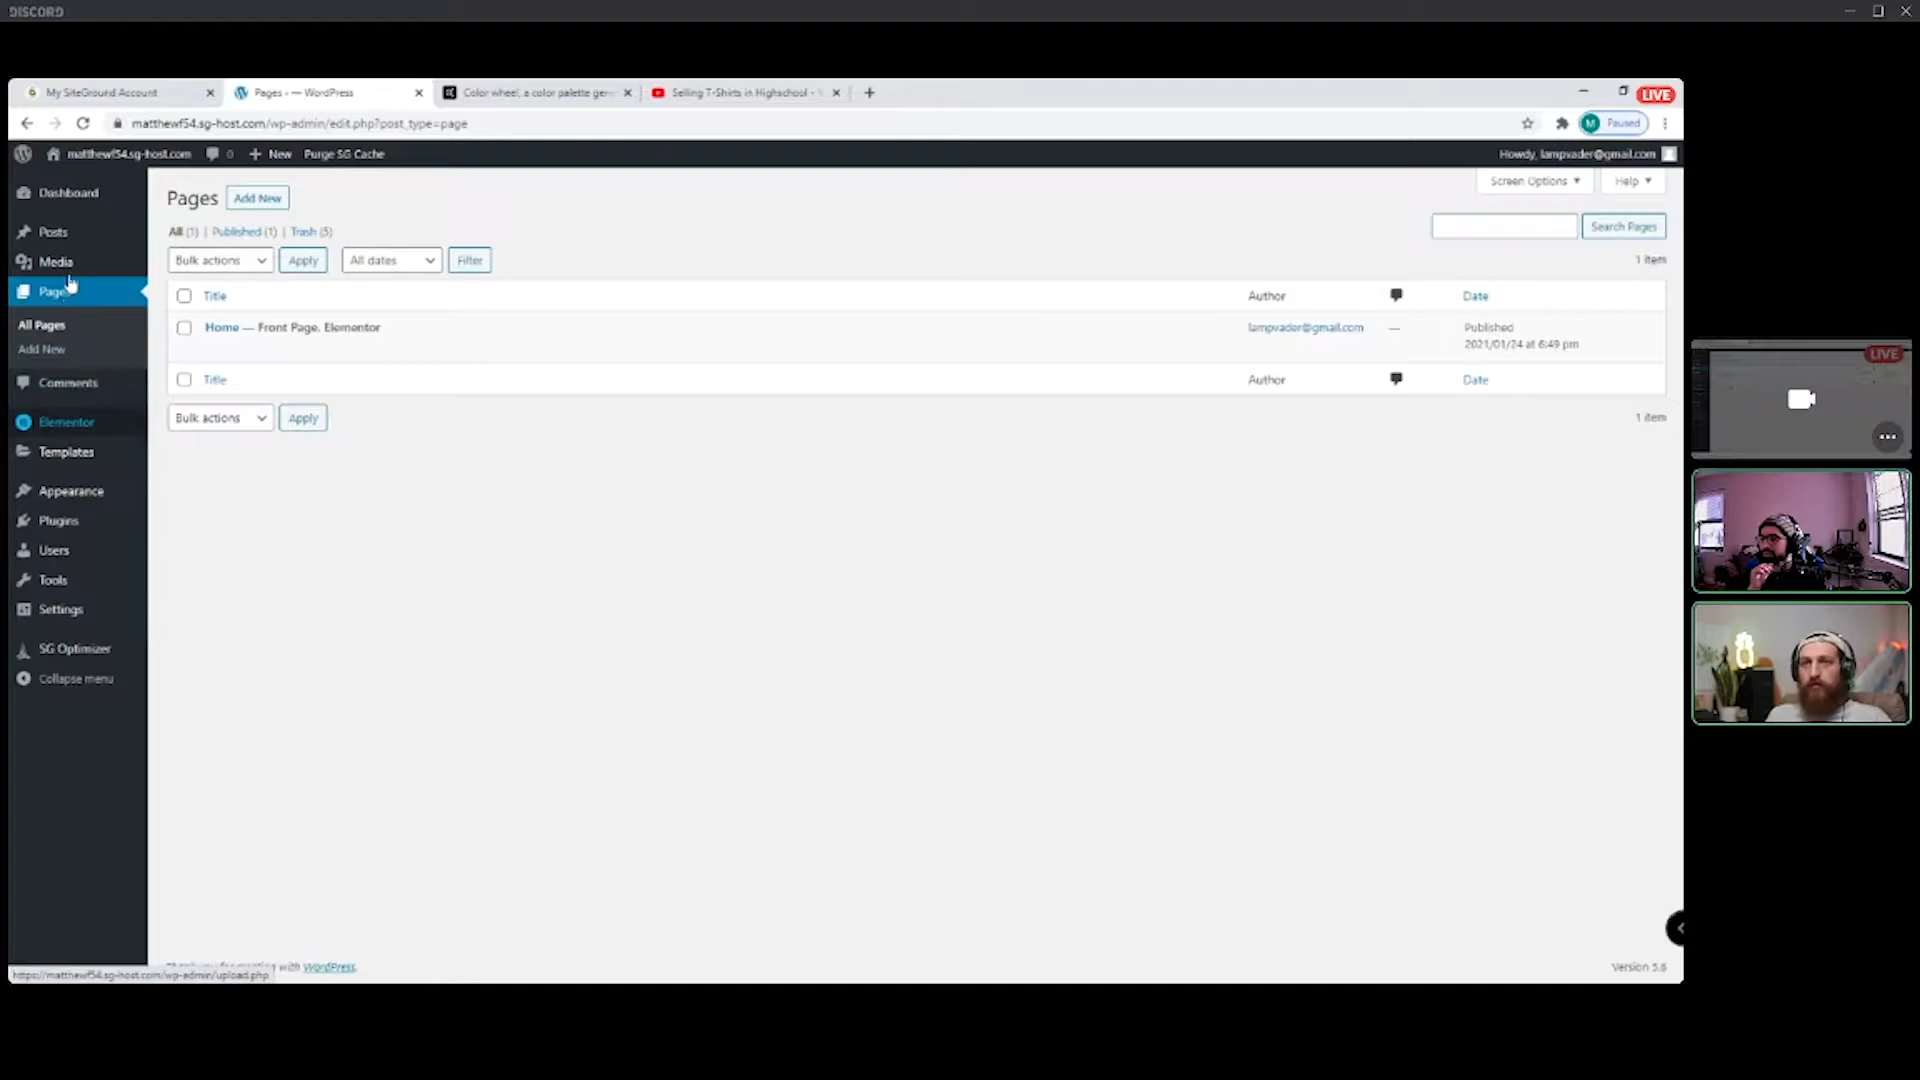 DISCORD
My SiteGround Account
Pages - — WordPress
Color wheel, a color palette gen
Selling T-Shirts in Highschool -
LIVE
matthewf54.sg-host.com/wp-admin/edit.php?post_type=page
M Paused
matthewf54.sg-host.com 0 New Purge SG Cache
Howdy, lampvader@gmail.com
Dashboard
Posts
Media
Pages
All Pages
Add New
Comments
Elementor
Templates
Appearance
Plugins
Users
Tools
Settings
SG Optimizer
Collapse menu
Screen Options Help
Pages Add New
All (1) | Published (1) | Trash (5)
Search Pages
Bulk actions Apply All dates Filter
1 item
Title Author Date
Home — Front Page, Elementor lampvader@gmail.com — Published
2021/01/24 at 6:49 pm
Title Author Date
Bulk actions Apply
1 item
LIVE
with WordPress.
https://matthewf54.sg-host.com/wp-admin/upload.php
Version 5.6